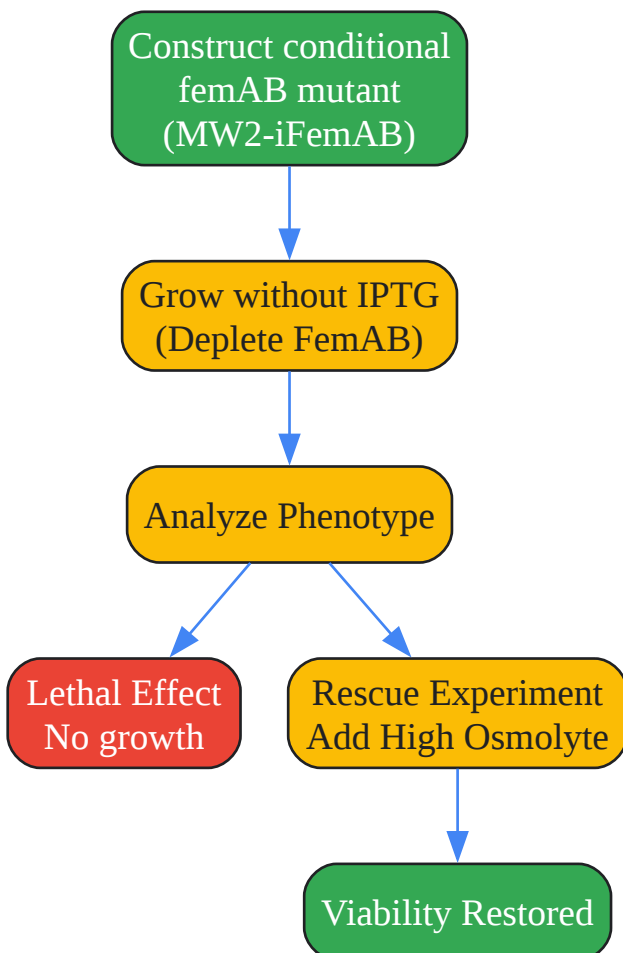 Construct conditional
femAB mutant
(MW2-iFemAB)
Grow without IPTG
(Deplete FemAB)
Analyze Phenotype
Lethal Effect
No growth
Rescue Experiment
Add High Osmolyte
Viability Restored